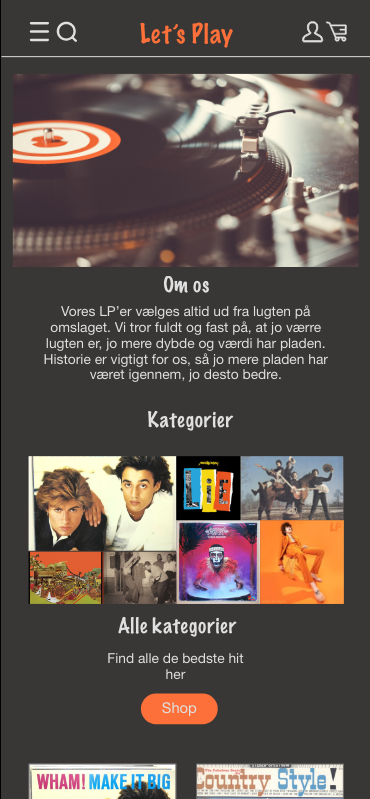 Let's Play
Om os
Vores LP'er vælges altid ud fra lugten på
omslaget. Vi tror fuldt og fast på, at jo værre
lugten er, jo mere dybde og værdi har pladen.
Historie er vigtigt for os, så jo mere pladen har
været igennem, jo desto bedre.
Kategorier
Alle kategorier
Find alle de bedste hit
her
Shop
WHAM! MAKE IT BIG
Country Style!